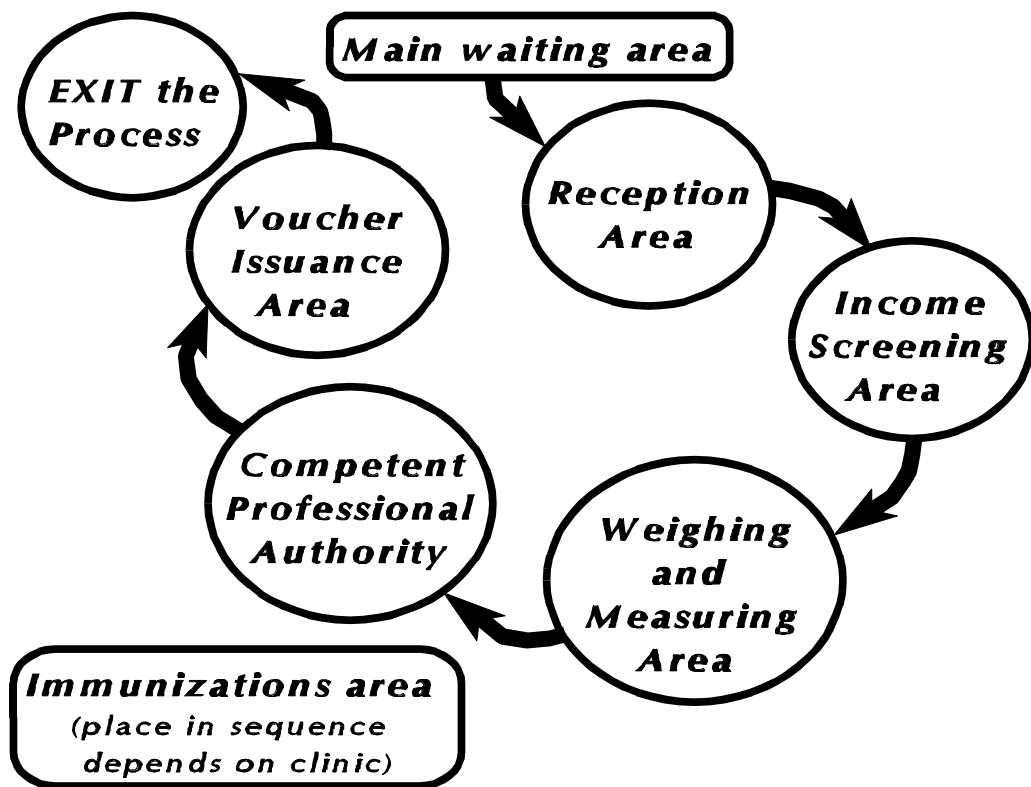 Main waiting area
Reception
Area
Income
Screening
Area
Weighing
and
Measuring
Area
Competent
Professional
Authority
Voucher
Issuance
Area
EXIT the
Process
Immunizations area
(place in sequence
depends on clinic)